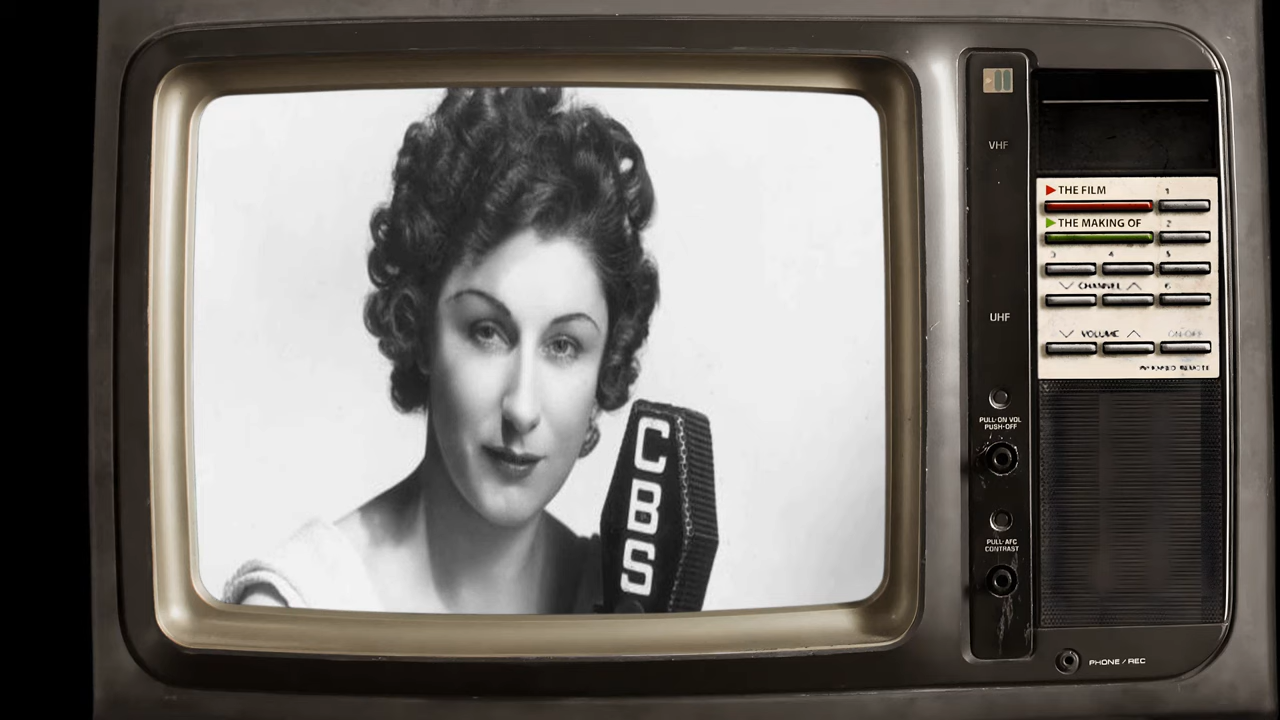 CBS
VHF
UHF
PULL-ON VOL
PUSH-OFF
PULL-AFC
CONTRAST
THE FILM
1
THE MAKING OF
2
3
4
5
CHANNEL
6
VOLUME
ON-OFF
PHONE / REC